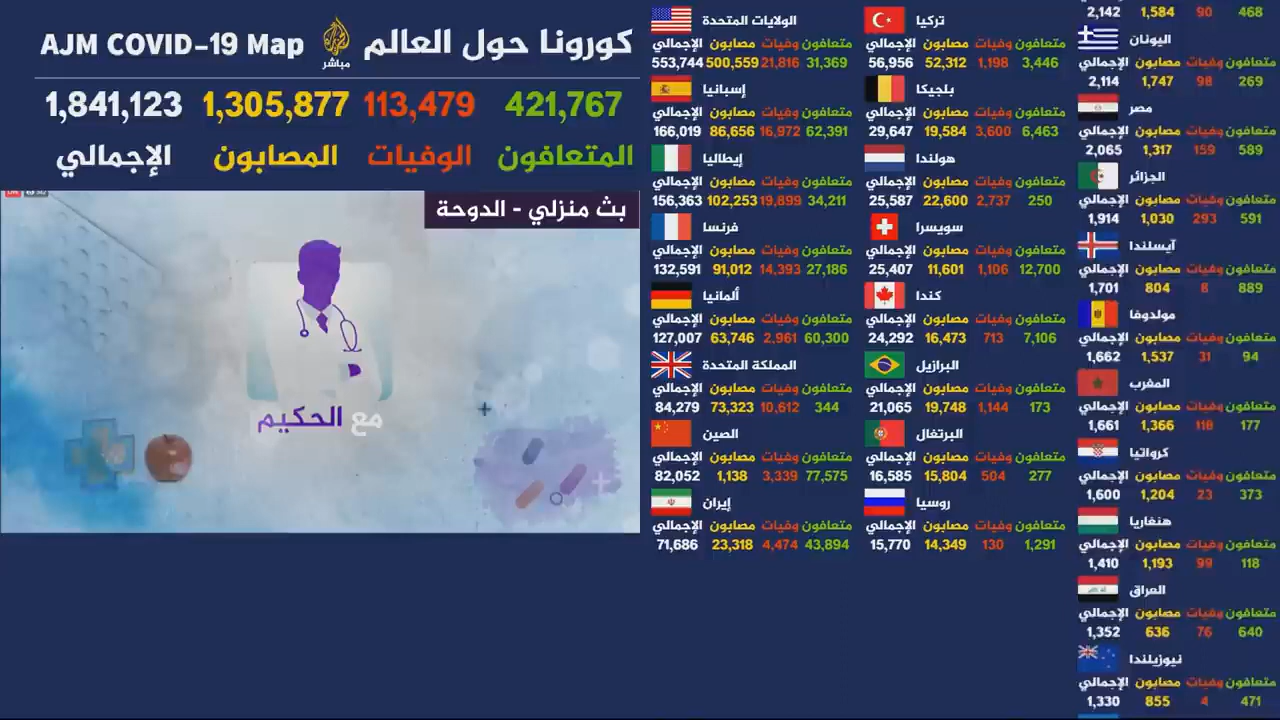 AJM COVID-19 Map مباشر كورونا حول العالم
1,841,123 1,305,877 113,479 421,767
الإجمالي المصابون الوفيات المتعافون
بث منزلي - الدوحة
مع الحكيم
الولايات المتحدة
الإجمالي مصابون وفيات متعافون
553,744 500,559 21,816 31,369
إسبانيا
الإجمالي مصابون وفيات متعافون
166,019 86,656 16,972 62,391
إيطاليا
الإجمالي مصابون وفيات متعافون
156,363 102,253 19,899 34,211
فرنسا
الإجمالي مصابون وفيات متعافون
132,591 91,012 14,393 27,186
ألمانيا
الإجمالي مصابون وفيات متعافون
127,007 63,746 2,961 60,300
المملكة المتحدة
الإجمالي مصابون وفيات متعافون
84,279 73,323 10,612 344
الصين
الإجمالي مصابون وفيات متعافون
82,052 1,138 3,339 77,575
إيران
الإجمالي مصابون وفيات متعافون
71,686 23,318 4,474 43,894
تركيا
الإجمالي مصابون وفيات متعافون
56,956 52,312 1,198 3,446
بلجيكا
الإجمالي مصابون وفيات متعافون
29,647 19,584 3,600 6,463
هولندا
الإجمالي مصابون وفيات متعافون
25,587 22,600 2,737 250
سويسرا
الإجمالي مصابون وفيات متعافون
25,407 11,601 1,106 12,700
كندا
الإجمالي مصابون وفيات متعافون
24,292 16,473 713 7,106
البرازيل
الإجمالي مصابون وفيات متعافون
21,065 19,748 1,144 173
البرتغال
الإجمالي مصابون وفيات متعافون
16,585 15,804 504 277
روسيا
الإجمالي مصابون وفيات متعافون
15,770 14,349 130 1,291
2,142 1,584 90 468
اليونان
الإجمالي مصابون وفيات متعافون
2,114 1,747 98 269
مصر
الإجمالي مصابون وفيات متعافون
2,065 1,317 159 589
الجزائر
الإجمالي مصابون وفيات متعافون
1,914 1,030 293 591
آيسلندا
الإجمالي مصابون وفيات متعافون
1,701 804 8 889
مولدوفا
الإجمالي مصابون وفيات متعافون
1,662 1,537 31 94
المغرب
الإجمالي مصابون وفيات متعافون
1,661 1,366 118 177
كرواتيا
الإجمالي مصابون وفيات متعافون
1,600 1,204 23 373
هنغاريا
الإجمالي مصابون وفيات متعافون
1,410 1,193 99 118
العراق
الإجمالي مصابون وفيات متعافون
1,352 636 76 640
نيوزيلندا
الإجمالي مصابون وفيات متعافون
1,330 855 4 471